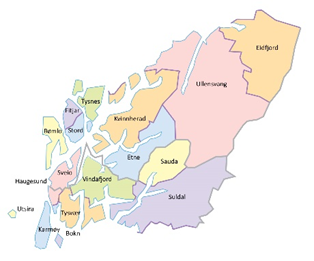 Eidfjord
Ullensvang
Tysnes
Fitjar
Kvinnherad
Bømlo
Stord
Etne
Sauda
Sveio
Haugesund
Vindafjord
Suldal
Utsira
Tysvær
Karmøy
Bokn